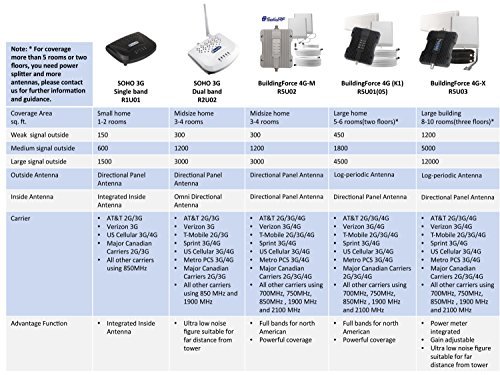 Note: * For coverage
more than 5 rooms or two
floors), you need power
spliiter and more
antennas, please contact
us for further information
and guidance.
SOHO 3G
Single band
R1U01
SOHO 3G
Dual band
R2U02
BuildingForce 4G-M
R5U02
BuildingForce 4G (K1)
R5U01(05)
BuildingForce 4G-X
R5U03
Coverage Area
sq. ft.
Small home
1-2 rooms
Midsize home
3-4 rooms
Midsize home
3-4 rooms
Large home
5-6 rooms(two floors)*
Large building
8-10 rooms(three floors)*
Weak signal outside
150
300
300
450
1200
Medium signal outside
600
1200
1200
1800
5000
Large signal outside
1500
3000
3000
4500
12000
Outside Antenna
Directional Panel
Antenna
Directional Panel
Antenna
Directional Panel Antenna
Log-periodic Antenna
Log-periodic Antenna
Inside Antenna
Integrated Inside
Antenna
Omni Directional
Antenna
Directional Panel Antenna
Directional Panel Antenna
Directional Panel Antenna
Carrier
• AT&T 2G/3G
• Verizon 3G
• US Cellular 3G/4G
• Major Canadian
Carriers 2G/3G
• All other carriers
using 850MHz
• AT&T 2G/3G
• Verizon 3G
• T-Mobile 2G/3G
• Sprint 3G/4G
• US Cellular 3G/4G
• Metro PCS 3G/4G
• Major Canadian
Carriers 2G/3G/4G
• All other carriers
using 850 MHz and
1900 MHz
• AT&T 2G/3G/4G
• Verizon 3G/4G
• T-Mobile 2G/3G/4G
• Sprint 3G/4G
• US Cellular 3G/4G
• Metro PCS 3G/4G
• Major Canadian Carriers
2G/3G/4G
• All other carriers using
700MHz, 750MHz,
850MHz , 1900 MHz
and 2100 MHz
• AT&T 2G/3G/4G
• Verizon 3G/4G
• T-Mobile 2G/3G/4G
• Sprint 3G/4G
• US Cellular 3G/4G
• Metro PCS 3G/4G
• Major Canadian Carriers
2G/3G/4G
• All other carriers using
700MHz, 750MHz,
850MHz , 1900 MHz
and 2100 MHz
• AT&T 2G/3G/4G
• Verizon 3G/4G
• T-Mobile 2G/3G/4G
• Sprint 3G/4G
• US Cellular 3G/4G
• Metro PCS 3G/4G
• Major Canadian Carriers
2G/3G/4G
• All other carriers using
700MHz, 750MHz,
850MHz , 1900 MHz
and 2100 MHz
Advantage Function
• Integrated Inside
Antenna
• Ultra low noise
figure suitable for
far distance from
tower
• Full bands for north
American
• Powerful coverage
• Full bands for north
American
• Powerful coverage
• Power meter
integrated
• Gain adjustable
• Ultra low noise figure
suitable for far
distance from tower